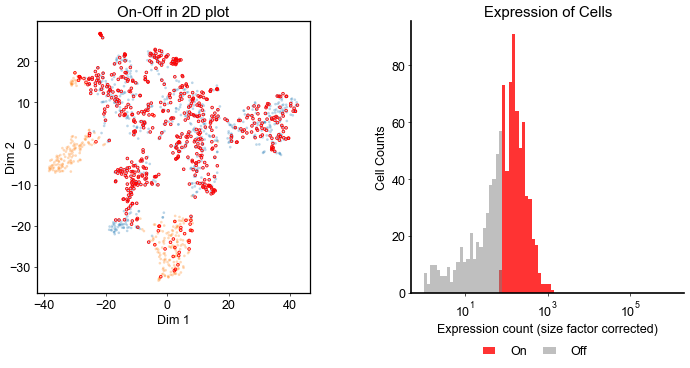 On-Off in 2D plot
Dim 2
20
10
0
−10
−20
−30
−40
−20
0
20
40
Dim 1
Expression of Cells
Cell Counts
80
60
40
20
0
10^1
10^3
10^5
Expression count (size factor corrected)
On
Off